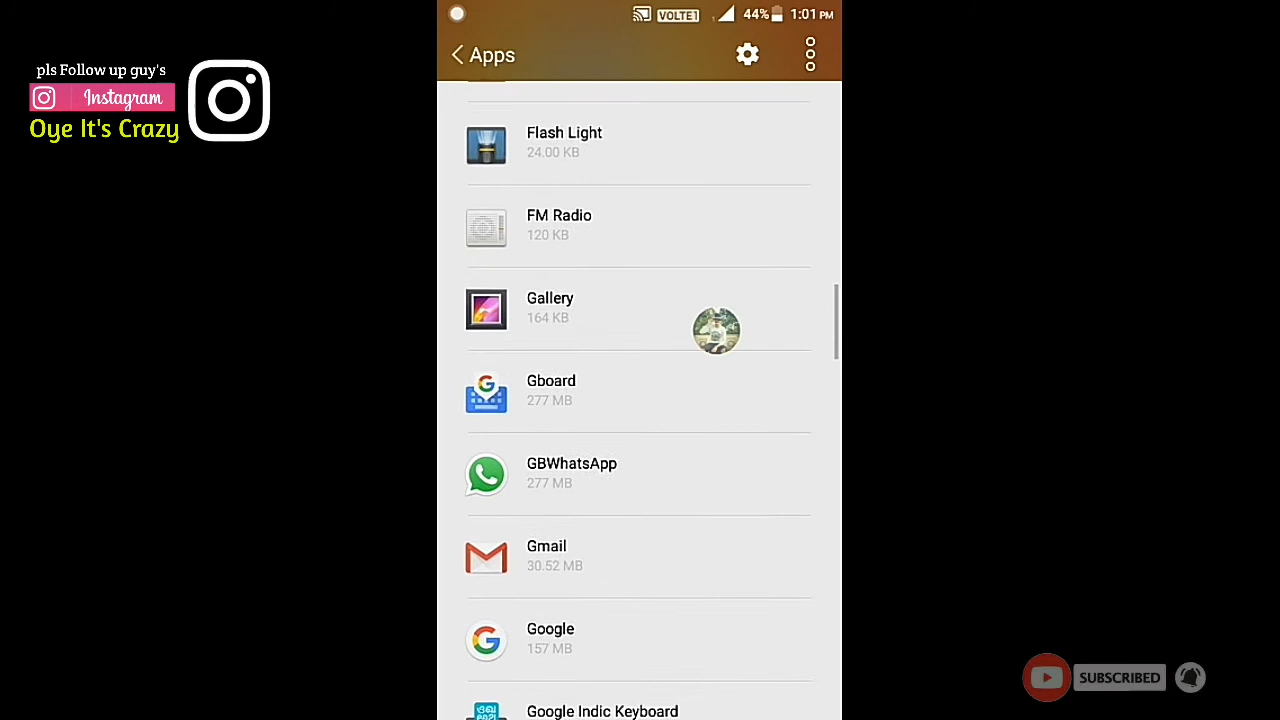 pls Follow up guy's
Instagram
Oye It's Crazy
VOLTE1
44%
1:01 PM
Apps
Flash Light
24.00 KB
FM Radio
120 KB
Gallery
164 KB
Gboard
277 MB
GBWhatsApp
277 MB
Gmail
30.52 MB
Google
157 MB
Google Indic Keyboard
SUBSCRIBED